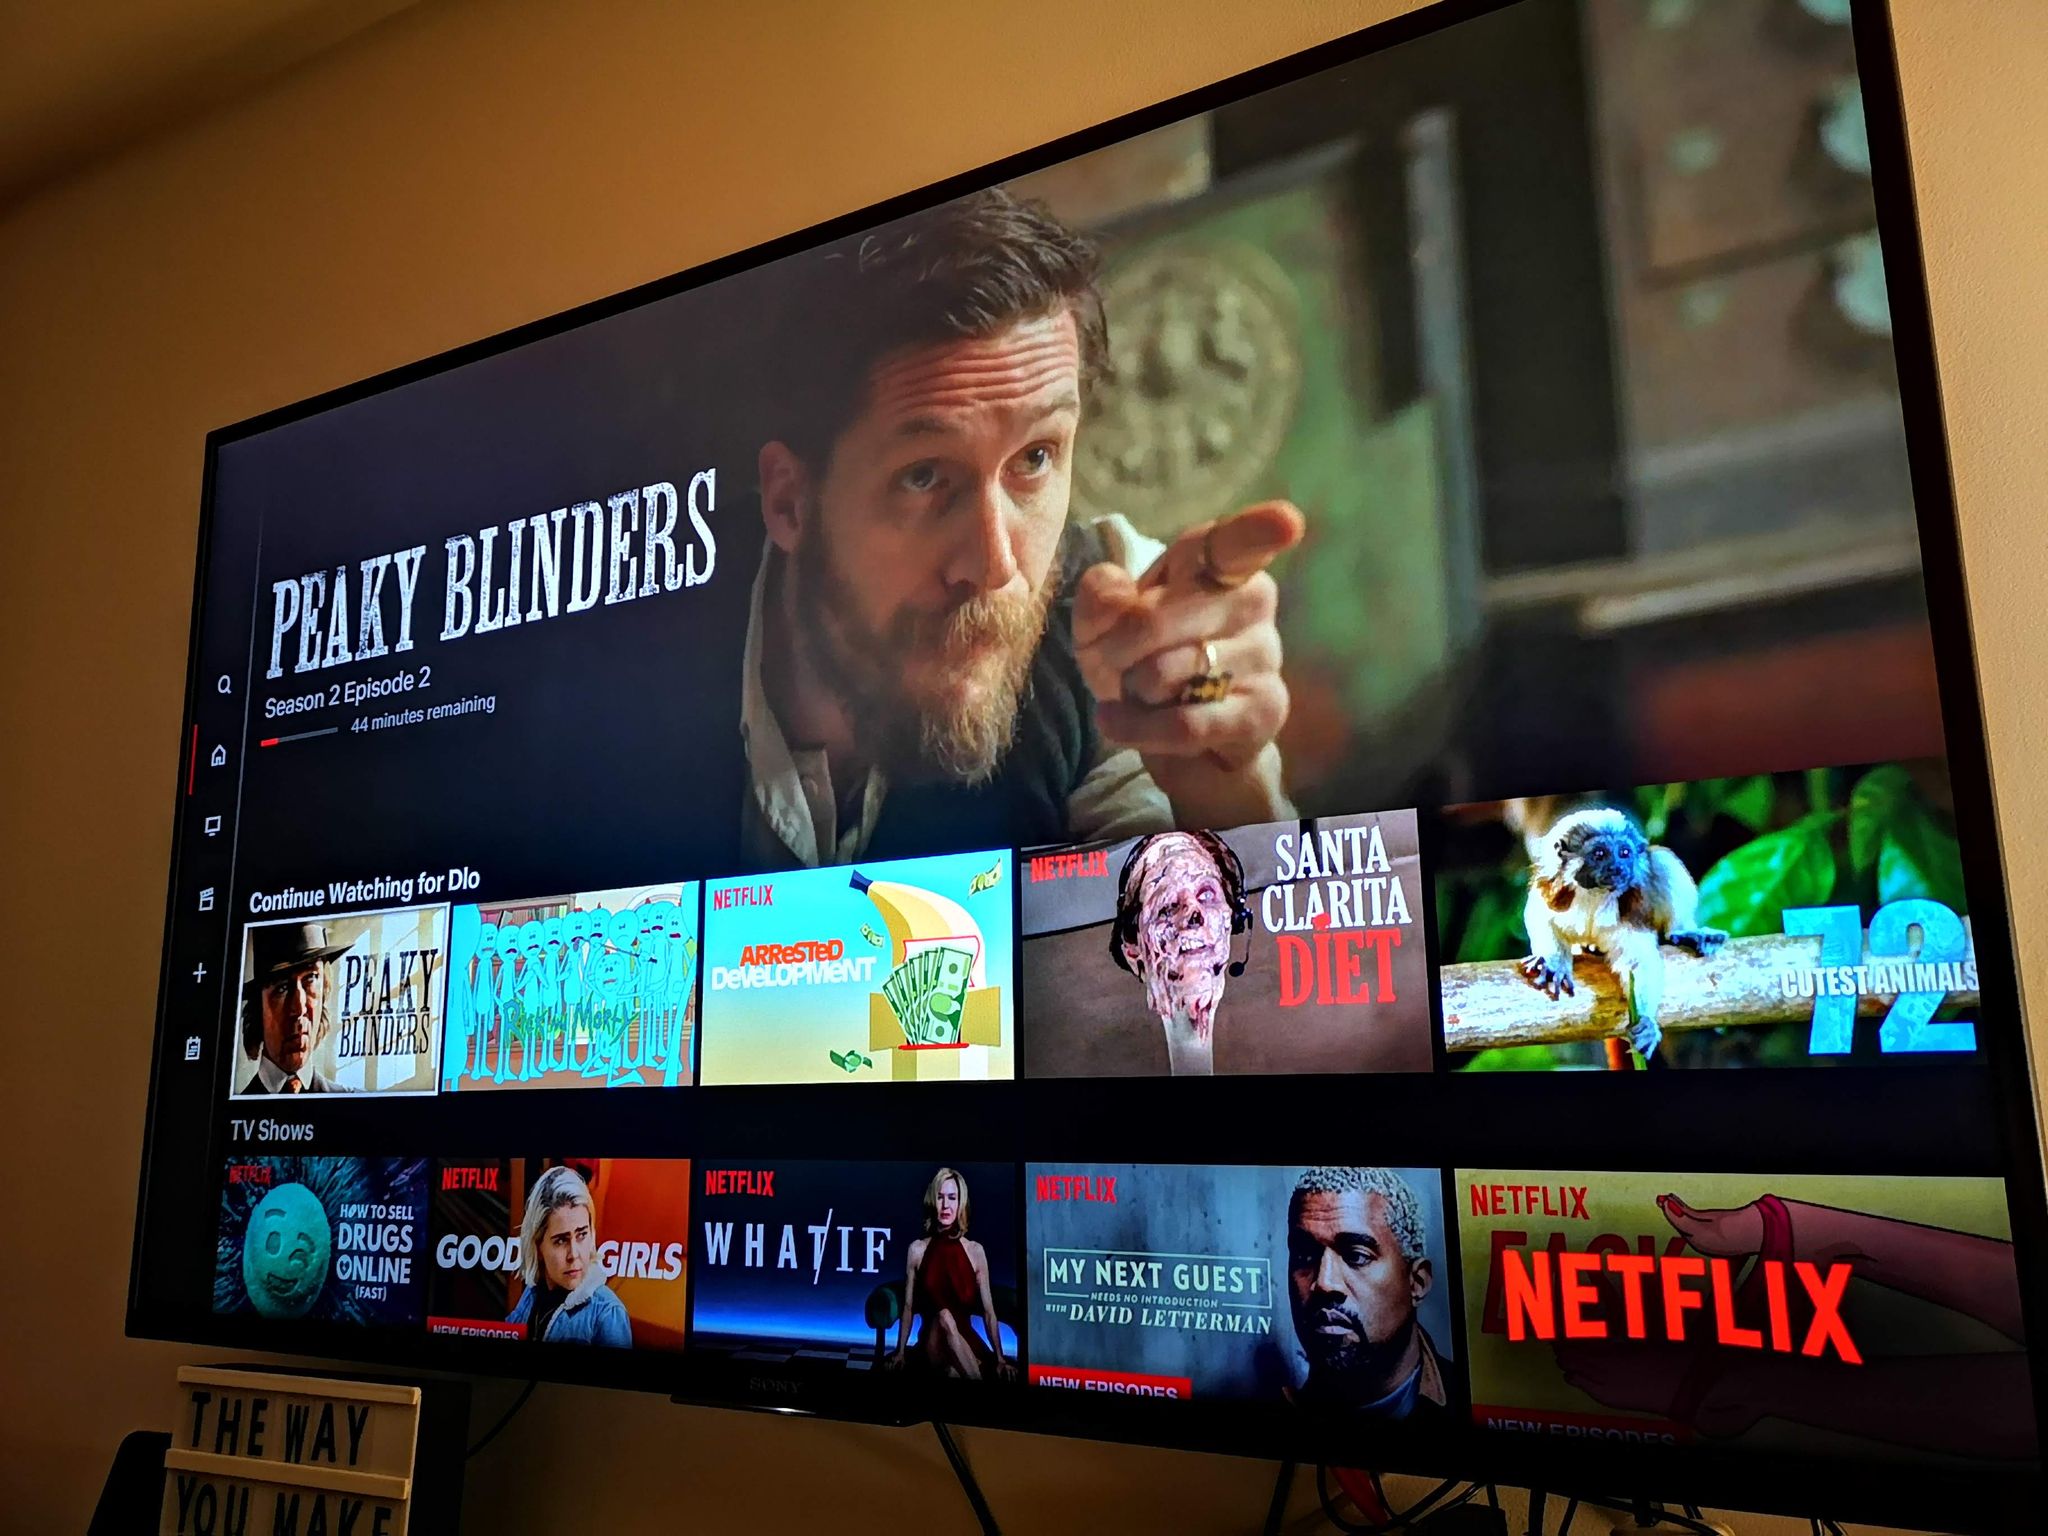 PEAKY BLINDERS
Season 2 Episode 2
44 minutes remaining
Continue Watching for Dlo
PEAKY
BLINDERS
Rick and Morty
NETFLIX
ARRESTED
DEVELOPMENT
NETFLIX
SANTA
CLARITA
DIET
72
CUTEST ANIMALS
TV Shows
NETFLIX
HOW TO SELL
DRUGS
ONLINE
(FAST)
NETFLIX
GOOD GIRLS
NEW EPISODES
NETFLIX
WHAT/IF
NETFLIX
MY NEXT GUEST
NEEDS NO INTRODUCTION
WITH DAVID LETTERMAN
NEW EPISODES
NETFLIX
NETFLIX
NEW EPISODES
SONY
THE WAY
YOU MAKE